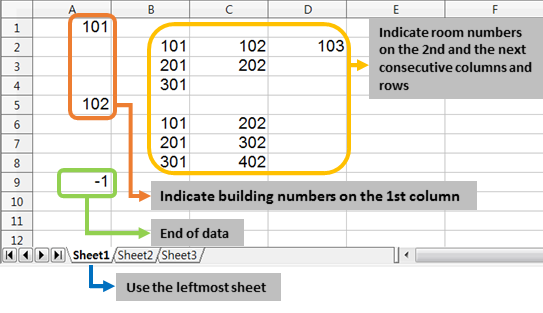 A B C D E F
1 101
2 101 102 103
3 201 202
4 301
5 102
6 101 202
7 201 302
8 301 402
9 -1
10
11
12
Indicate room numbers
on the 2nd and the next
consecutive columns and
rows
Indicate building numbers on the 1st column
End of data
Sheet1 Sheet2 Sheet3
Use the leftmost sheet